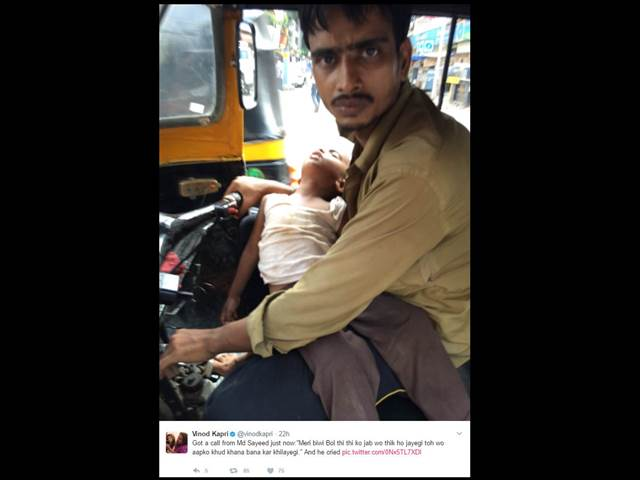 Vinod Kapri @vinodkapri · 22h
Got a call from Md Sayeed just now:"Meri biwi Bol thi thi ko jab wo thik ho jayegi toh wo
aapko khud khana bana kar khilayegi." And he cried pic.twitter.com/0Nx5TL7XDI
5 85 75